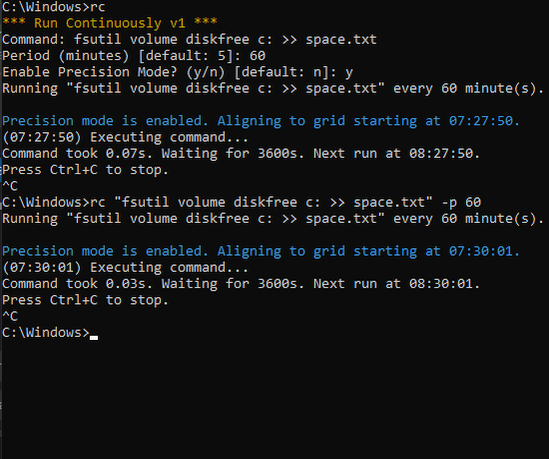 C:\Windows>rc
*** Run Continuously v1 ***
Command: fsutil volume diskfree c: >> space.txt
Period (minutes) [default: 5]: 60
Enable Precision Mode? (y/n) [default: n]: y
Running "fsutil volume diskfree c: >> space.txt" every 60 minute(s).
Precision mode is enabled. Aligning to grid starting at 07:27:50.
(07:27:50) Executing command...
Command took 0.07s. Waiting for 3600s. Next run at 08:27:50.
Press Ctrl+C to stop.
^C
C:\Windows>rc "fsutil volume diskfree c: >> space.txt" -p 60
Running "fsutil volume diskfree c: >> space.txt" every 60 minute(s).
Precision mode is enabled. Aligning to grid starting at 07:30:01.
(07:30:01) Executing command...
Command took 0.03s. Waiting for 3600s. Next run at 08:30:01.
Press Ctrl+C to stop.
^C
C:\Windows>